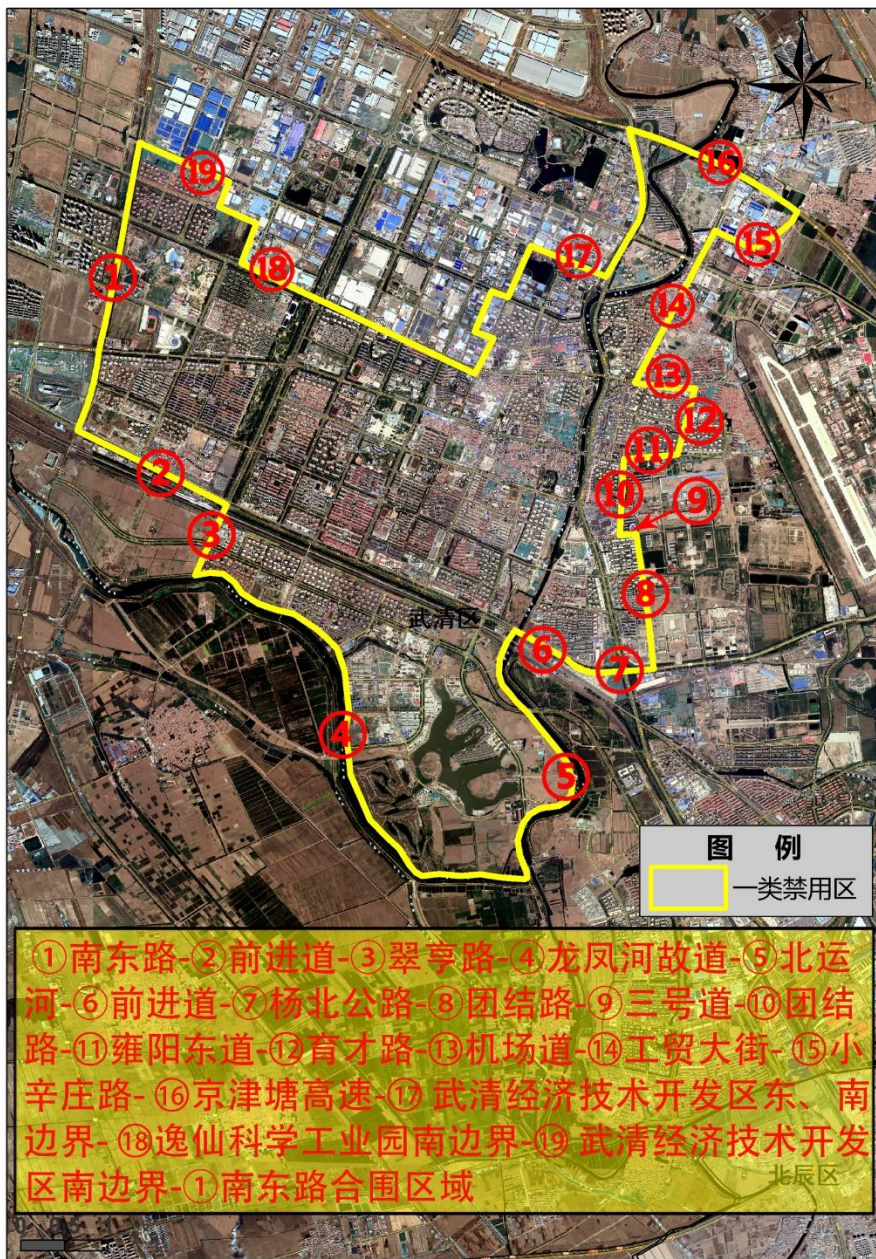 ⑯
⑲
⑮
⑰
⑱
①
⑭
⑬
⑫
⑪
②
⑩
⑨
③
⑧
武清区
⑥
⑦
④
⑤
图 例
一类禁用区
①南东路-②前进道-③翠亨路-④龙凤河故道-⑤北运
河-⑥前进道-⑦杨北公路-⑧团结路-⑨三号道-⑩团结
路-⑪雍阳东道-⑫育才路-⑬机场道-⑭工贸大街-⑮小
辛庄路-⑯京津塘高速-⑰ 武清经济技术开发区东、南
边界-⑱逸仙科学工业园南边界-⑲ 武清经济技术开发
区南边界-①南东路合围区域
北辰区